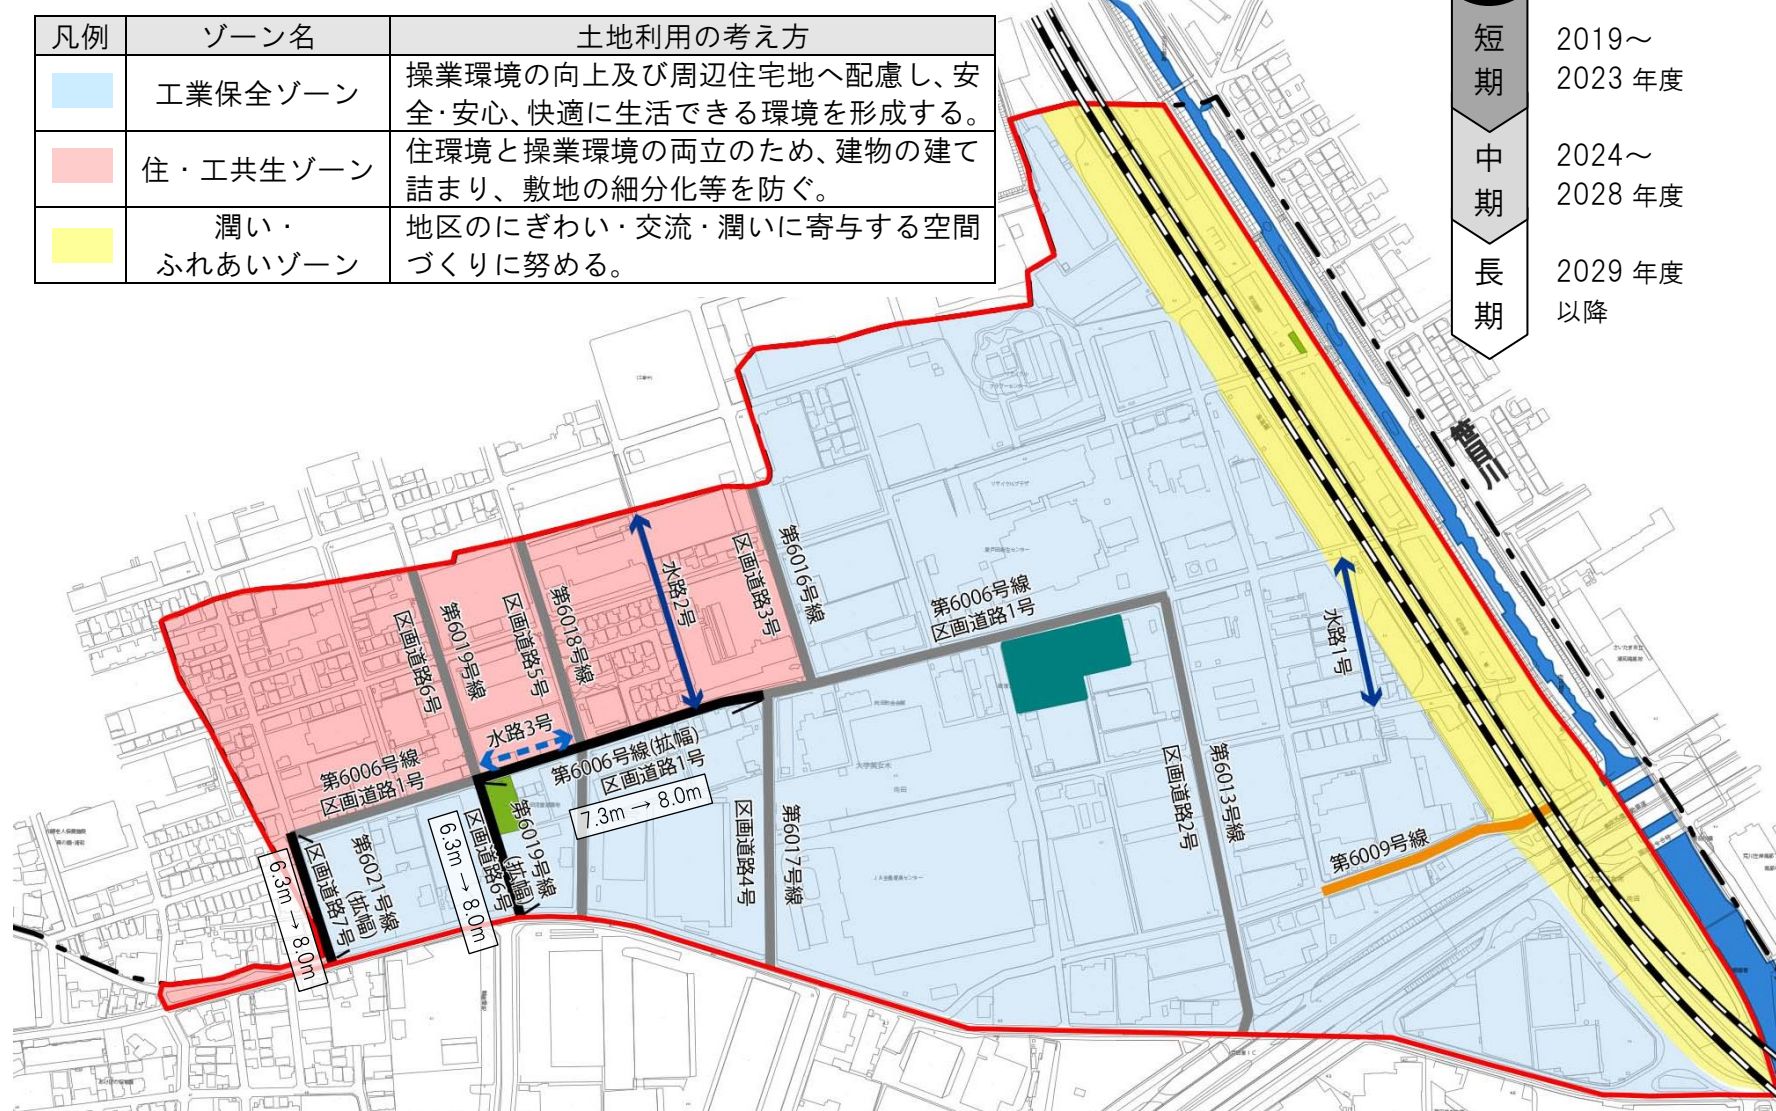 凡例 ゾーン名 土地利用の考え方
工業保全ゾーン
操業環境の向上及び周辺住宅地へ配慮し、安
全・安心、快適に生活できる環境を形成する。
住・工共生ゾーン
住環境と操業環境の両立のため、建物の建て
詰まり、敷地の細分化等を防ぐ。
潤い・
ふれあいゾーン
地区のにぎわい・交流・潤いに寄与する空間
づくりに努める。
短期
2019～
2023 年度
中期
2024～
2028 年度
長期
2029 年度
以降
笹目川
第6016号線
区画道路3号
水路2号
第6018号線
区画道路5号
第6019号線
区画道路6号
第6006号線
区画道路1号
水路1号
水路3号
第6006号線(拡幅)
区画道路1号
7.3m → 8.0m
第6006号線
区画道路1号
第6019号線
(拡幅)
区画道路6号
6.3m → 8.0m
第6021号線
(拡幅)
区画道路7号
6.3m → 8.0m
第6017号線
区画道路4号
第6013号線
区画道路2号
第6009号線
リサイクルプラザ